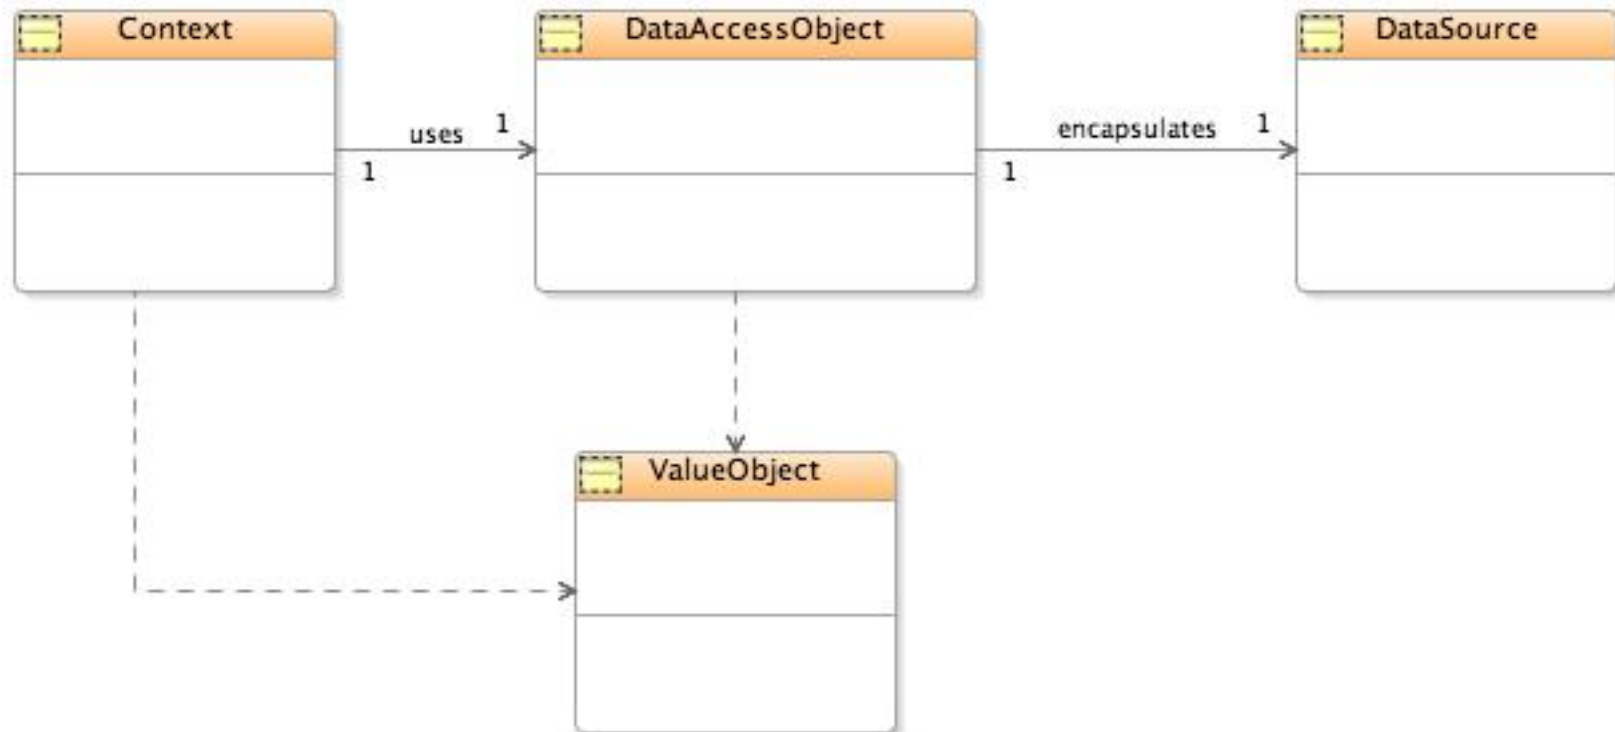 Context
DataAccessObject
DataSource
uses
1
1
encapsulates
1
1
ValueObject